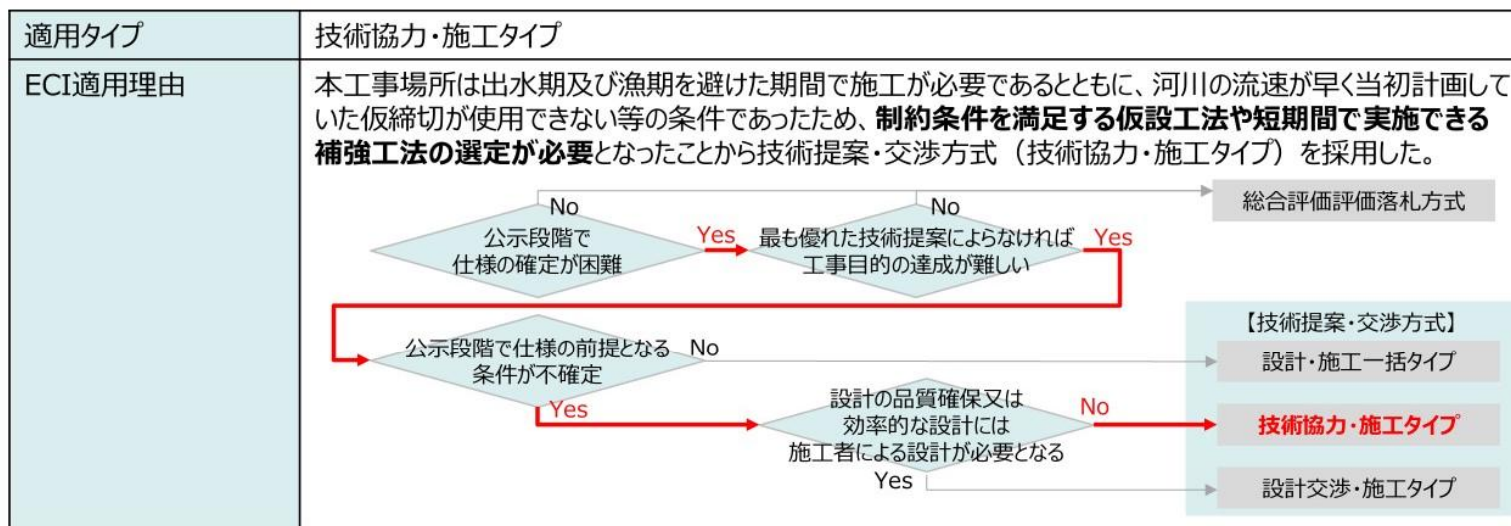 適用タイプ
技術協力・施工タイプ
ECI適用理由
本工事場所は出水期及び漁期を避けた期間で施工が必要であるとともに、河川の流速が早く当初計画して
いた仮締切が使用できない等の条件であったため、制約条件を満足する仮設工法や短期間で実施できる
補強工法の選定が必要となったことから技術提案・交渉方式（技術協力・施工タイプ）を採用した。
No
No
総合評価評価落札方式
公示段階で
仕様の確定が困難
Yes
最も優れた技術提案によらなければ
工事目的の達成が難しい
Yes
【技術提案・交渉方式】
公示段階で仕様の前提となる
条件が不確定
No
設計・施工一括タイプ
Yes
設計の品質確保又は
効率的な設計には
施工者による設計が必要となる
No
技術協力・施工タイプ
Yes
設計交渉・施工タイプ